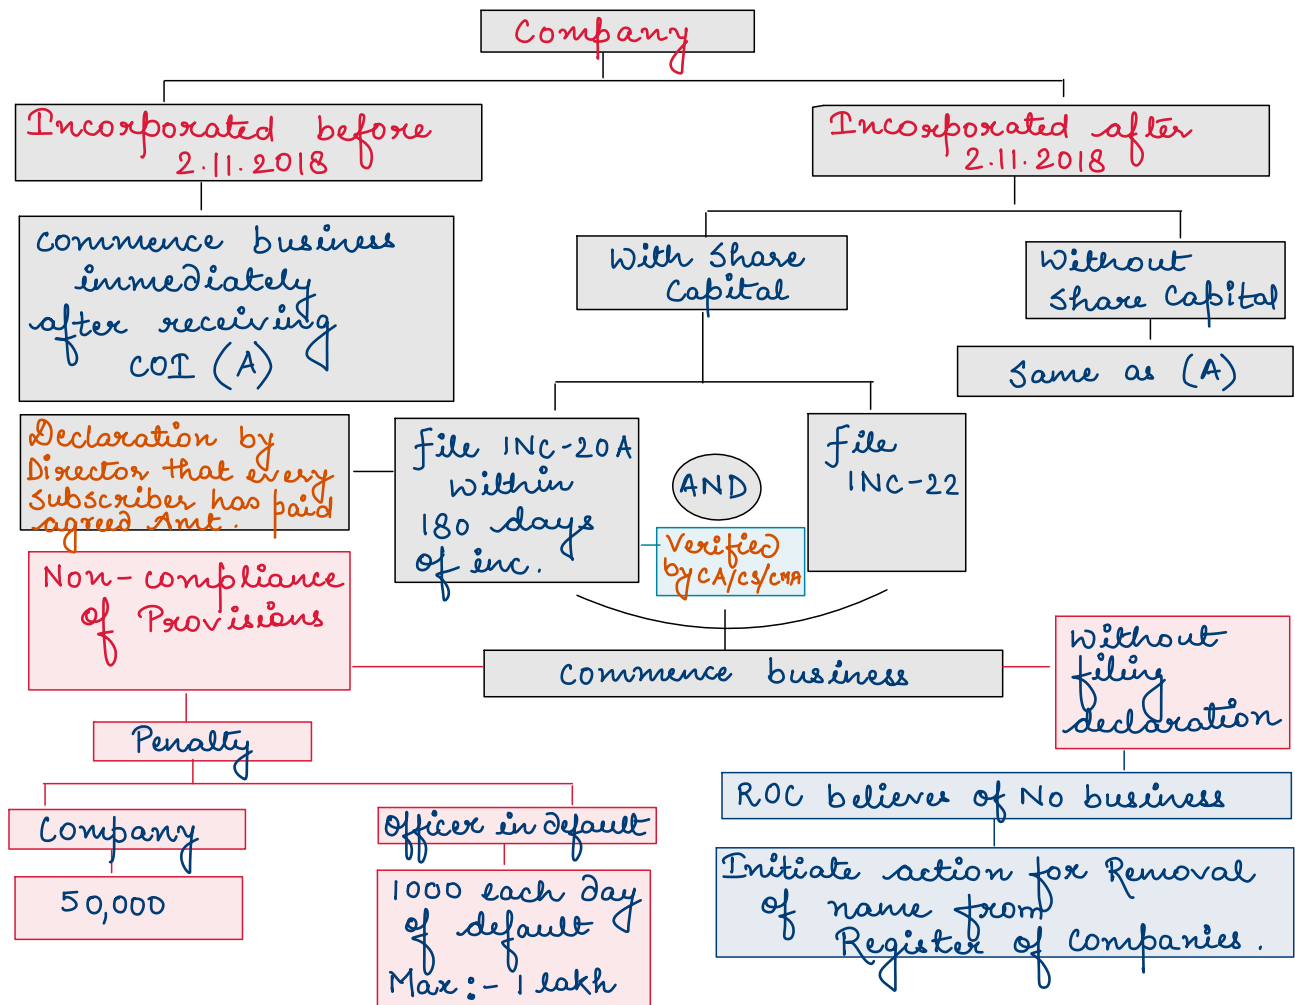 Company
Incorporated before
2.11.2018
Incorporated after
2.11.2018
Commence business
immediately
after receiving
COI (A)
With Share
Capital
Without
Share Capital
Same as (A)
Declaration by
Director that every
subscriber has paid
agreed Amt.
File INC-20A
within
180 days
of inc.
AND
File
INC-22
Verified
by CA/CS/CMA
Non-compliance
of Provisions
Commence business
Without
filing
declaration
Penalty
ROC believes of No business
Company
Officer in default
50,000
1000 each day
of default
Max:- 1 lakh
Initiate action for Removal
of name from
Register of Companies.